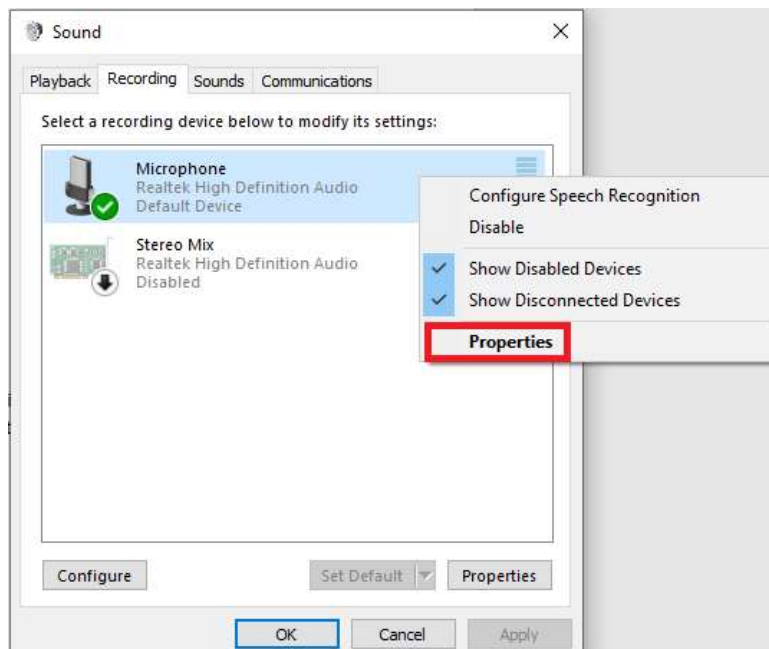 Sound
Playback Recording Sounds Communications
Select a recording device below to modify its settings:
Microphone
Realtek High Definition Audio
Default Device
Stereo Mix
Realtek High Definition Audio
Disabled
Configure Speech Recognition
Disable
Show Disabled Devices
Show Disconnected Devices
Properties
Configure Set Default Properties
OK Cancel Apply